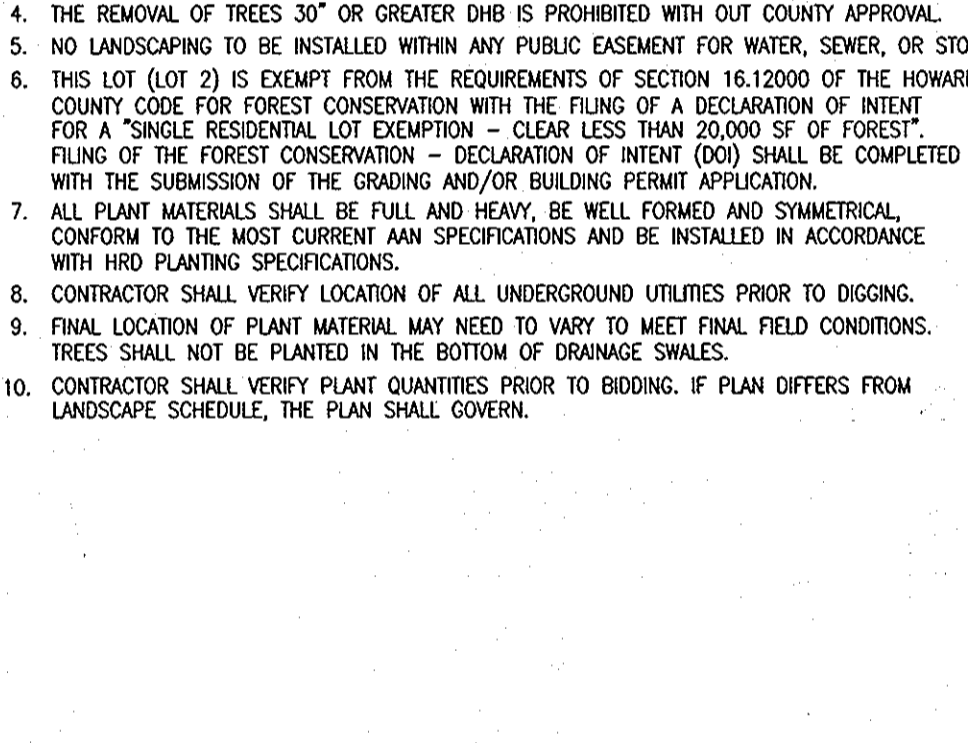 4. THE REMOVAL OF TREES 30" OR GREATER DHB IS PROHIBITED WITH OUT COUNTY APPROVAL.
5. NO LANDSCAPING TO BE INSTALLED WITHIN ANY PUBLIC EASEMENT FOR WATER, SEWER, OR STO
6. THIS LOT (LOT 2) IS EXEMPT FROM THE REQUIREMENTS OF SECTION 16.12000 OF THE HOWARD
COUNTY CODE FOR FOREST CONSERVATION WITH THE FILING OF A DECLARATION OF INTENT
FOR A "SINGLE RESIDENTIAL LOT EXEMPTION – CLEAR LESS THAN 20,000 SF OF FOREST".
FILING OF THE FOREST CONSERVATION – DECLARATION OF INTENT (DOI) SHALL BE COMPLETED
WITH THE SUBMISSION OF THE GRADING AND/OR BUILDING PERMIT APPLICATION.
7. ALL PLANT MATERIALS SHALL BE FULL AND HEAVY, BE WELL FORMED AND SYMMETRICAL,
CONFORM TO THE MOST CURRENT AAN SPECIFICATIONS AND BE INSTALLED IN ACCORDANCE
WITH HRD PLANTING SPECIFICATIONS.
8. CONTRACTOR SHALL VERIFY LOCATION OF ALL UNDERGROUND UTILITIES PRIOR TO DIGGING.
9. FINAL LOCATION OF PLANT MATERIAL MAY NEED TO VARY TO MEET FINAL FIELD CONDITIONS.
TREES SHALL NOT BE PLANTED IN THE BOTTOM OF DRAINAGE SWALES.
10. CONTRACTOR SHALL VERIFY PLANT QUANTITIES PRIOR TO BIDDING. IF PLAN DIFFERS FROM
LANDSCAPE SCHEDULE, THE PLAN SHALL GOVERN.